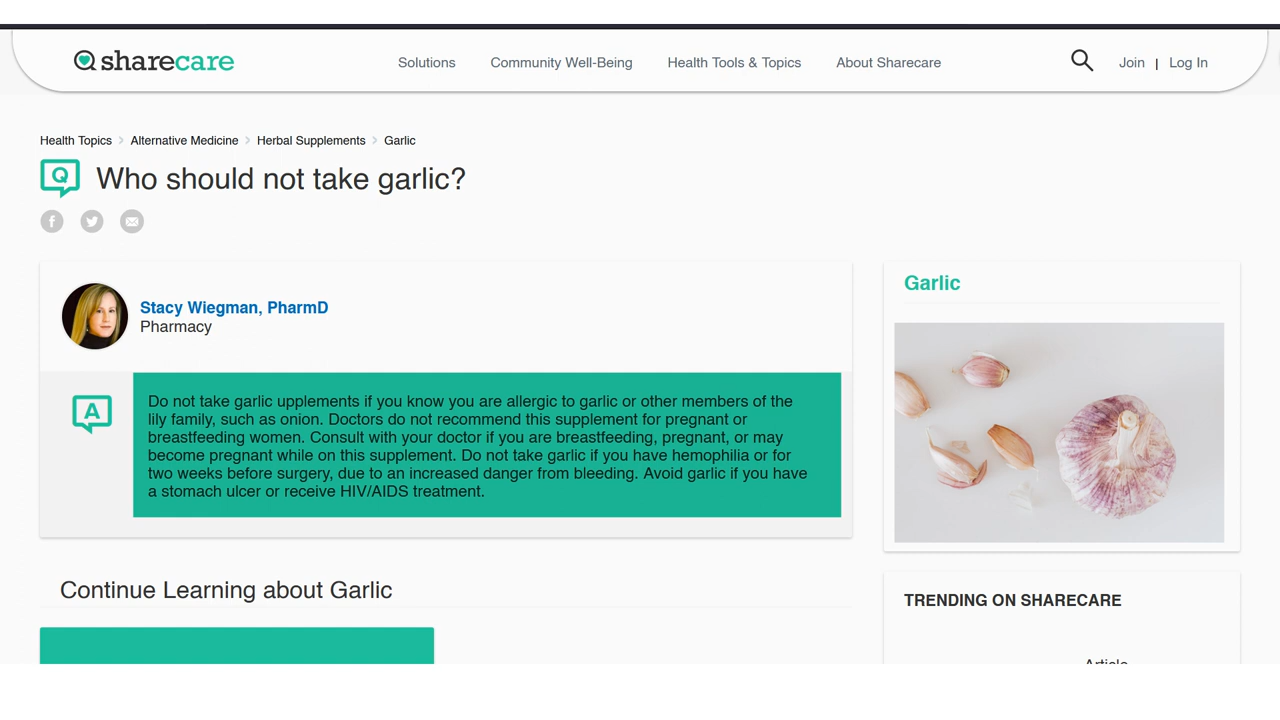 sharecare
Solutions
Community Well-Being
Health Tools & Topics
About Sharecare
Join | Log In
Health Topics > Alternative Medicine > Herbal Supplements > Garlic
Q Who should not take garlic?
Stacy Wiegman, PharmD
Pharmacy
A
Do not take garlic upplements if you know you are allergic to garlic or other members of the
lily family, such as onion. Doctors do not recommend this supplement for pregnant or
breastfeeding women. Consult with your doctor if you are breastfeeding, pregnant, or may
become pregnant while on this supplement. Do not take garlic if you have hemophilia or for
two weeks before surgery, due to an increased danger from bleeding. Avoid garlic if you have
a stomach ulcer or receive HIV/AIDS treatment.
Continue Learning about Garlic
Garlic
TRENDING ON SHARECARE
Article